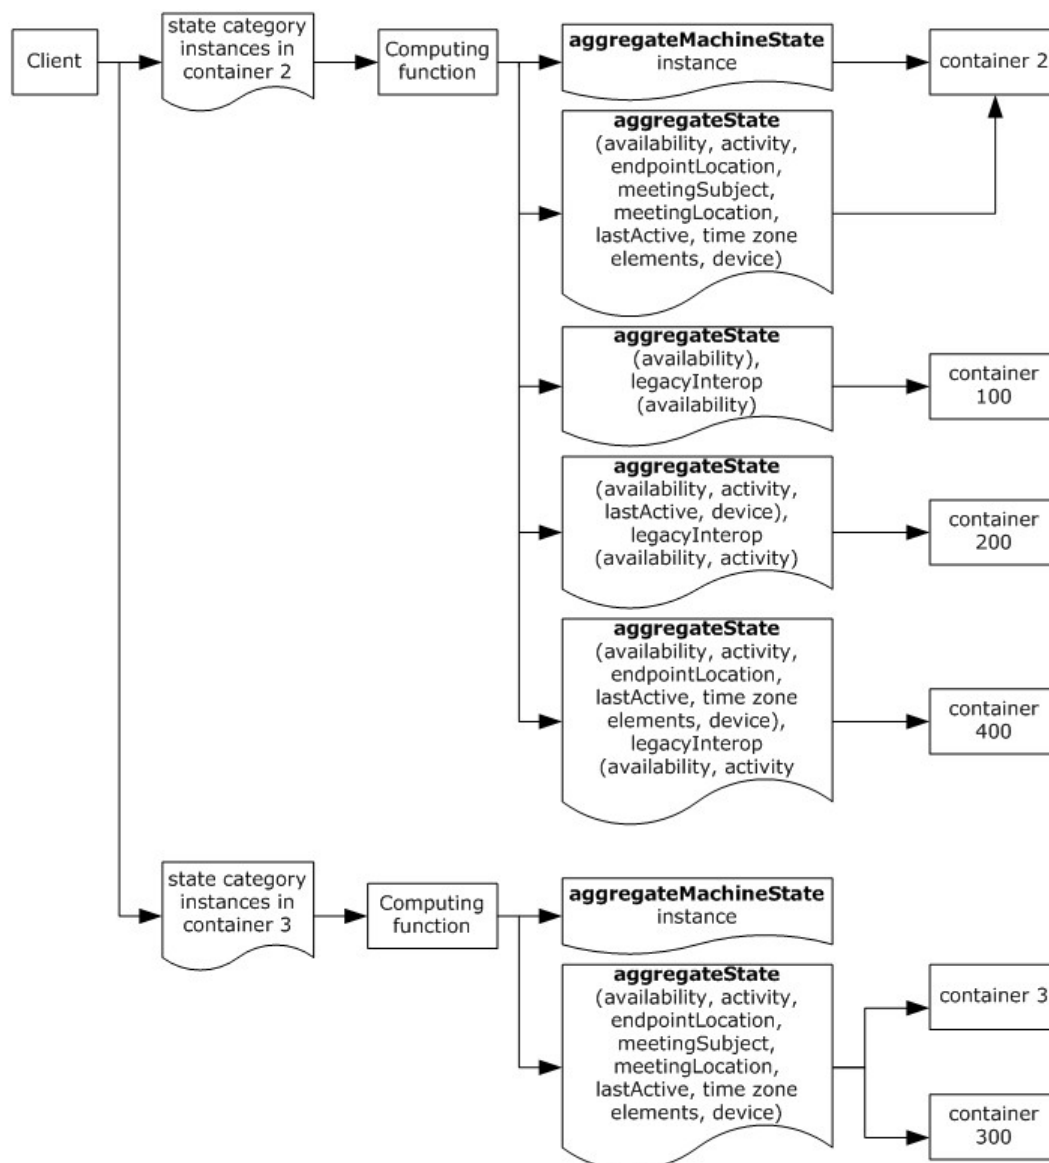 Client
state category
instances in
container 2
Computing
function
aggregateMachineState
instance
container 2
aggregateState
(availability, activity,
endpointLocation,
meetingSubject,
meetingLocation,
lastActive, time zone
elements, device)
aggregateState
(availability),
legacyInterop
(availability)
container
100
aggregateState
(availability, activity,
lastActive, device),
legacyInterop
(availability, activity)
container
200
aggregateState
(availability, activity,
endpointLocation,
lastActive, time zone
elements, device),
legacyInterop
(availability, activity
container
400
state category
instances in
container 3
Computing
function
aggregateMachineState
instance
aggregateState
(availability, activity,
endpointLocation,
meetingSubject,
meetingLocation,
lastActive, time zone
elements, device)
container 3
container
300